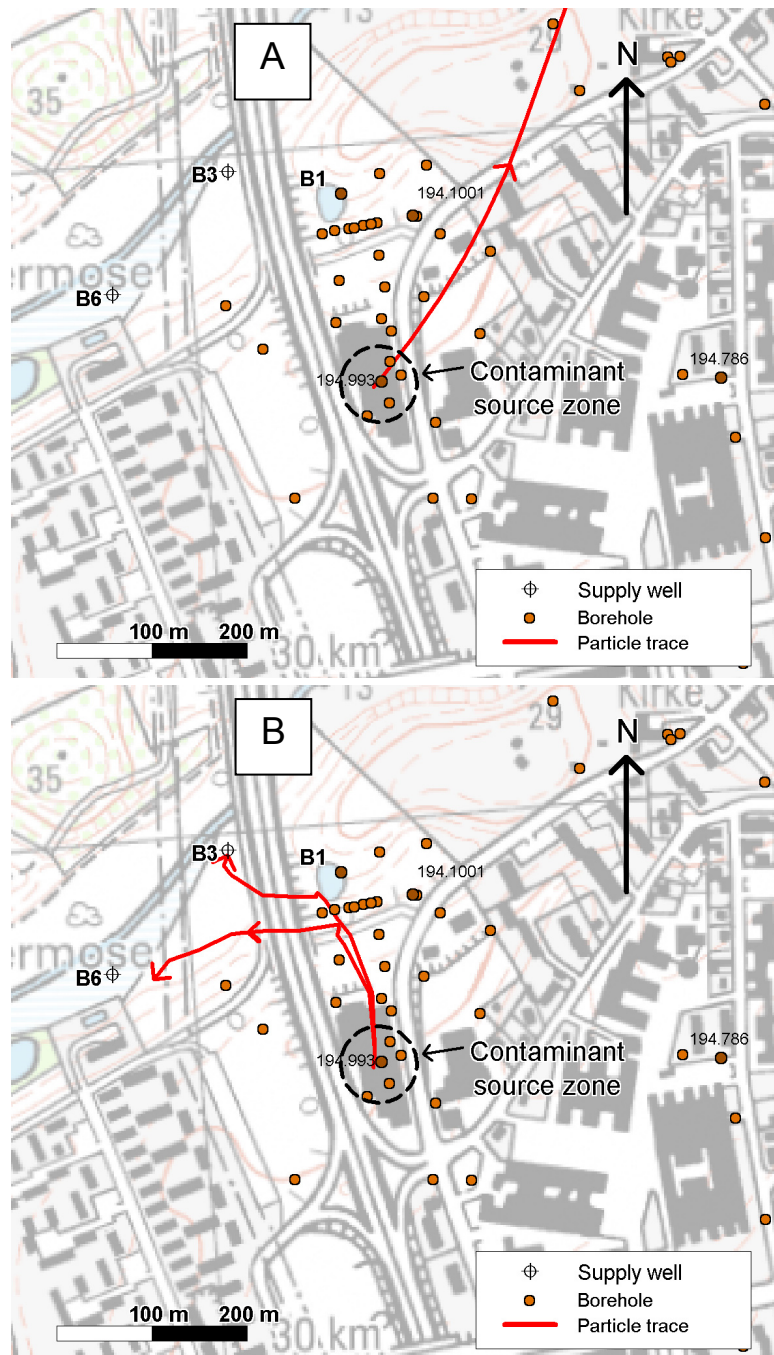 A
13
29
Kirke
N
35
B3
B1
194.1001
ermose
B6
194.993
194.786
Contaminant
source zone
Supply well
Borehole
Particle trace
100 m 200 m
30 km
B
13
29
Kirke
N
35
B3
B1
194.1001
ermose
B6
194.993
194.786
Contaminant
source zone
Supply well
Borehole
Particle trace
100 m 200 m
30 km